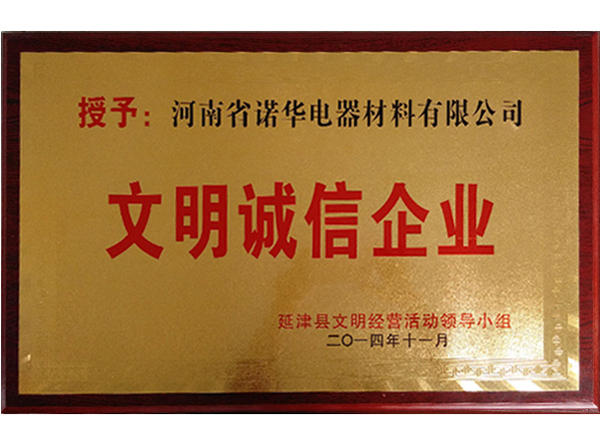 授予：河南省诺华电器材料有限公司
文明诚信企业
延津县文明经营活动领导小组
二〇一四年十一月